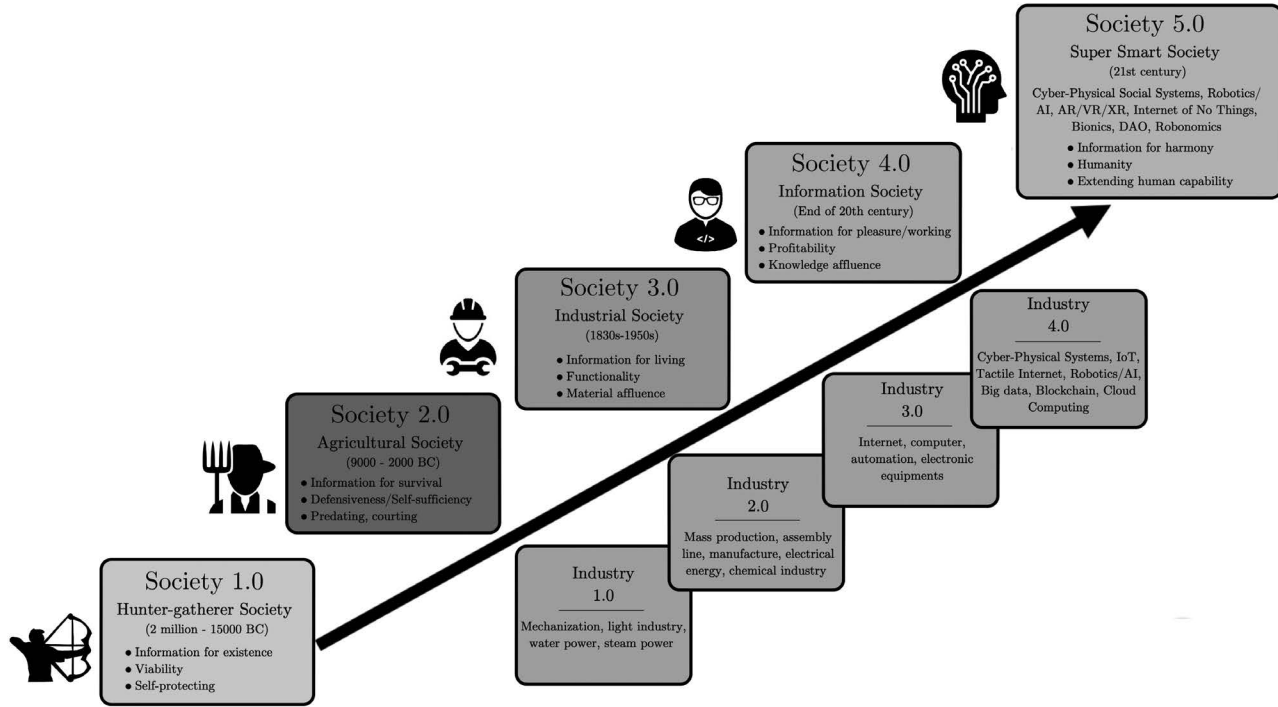 Society 5.0
Super Smart Society
(21st century)
Cyber-Physical Social Systems, Robotics/
AI, AR/VR/XR, Internet of No Things,
Bionics, DAO, Robonomics
● Information for harmony
● Humanity
● Extending human capability
Society 4.0
Information Society
(End of 20th century)
● Information for pleasure/working
● Profitability
● Knowledge affluence
</>
Society 3.0
Industrial Society
(1830s-1950s)
● Information for living
● Functionality
● Material affluence
Society 2.0
Agricultural Society
(9000 - 2000 BC)
● Information for survival
● Defensiveness/Self-sufficiency
● Predating, courting
Society 1.0
Hunter-gatherer Society
(2 million - 15000 BC)
● Information for existence
● Viability
● Self-protecting
Industry
1.0
Mechanization, light industry,
water power, steam power
Industry
2.0
Mass production, assembly
line, manufacture, electrical
energy, chemical industry
Industry
3.0
Internet, computer,
automation, electronic
equipments
Industry
4.0
Cyber-Physical Systems, IoT,
Tactile Internet, Robotics/AI,
Big data, Blockchain, Cloud
Computing